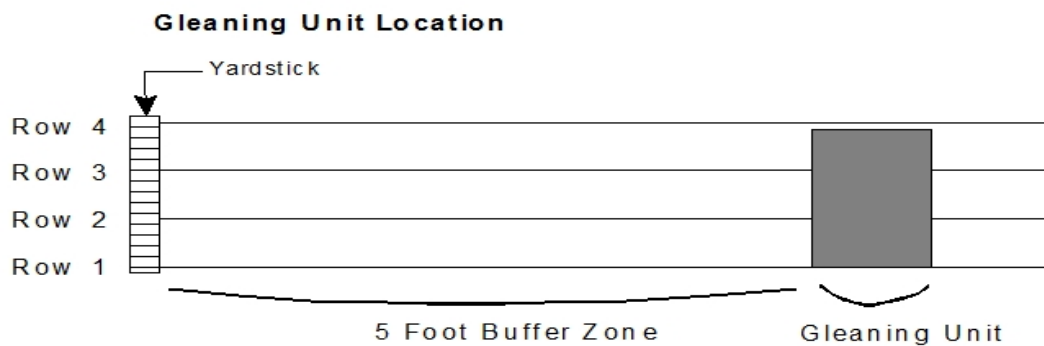 Gleaning Unit Location
Yardstick
Row 4
Row 3
Row 2
Row 1
5 Foot Buffer Zone
Gleaning Unit